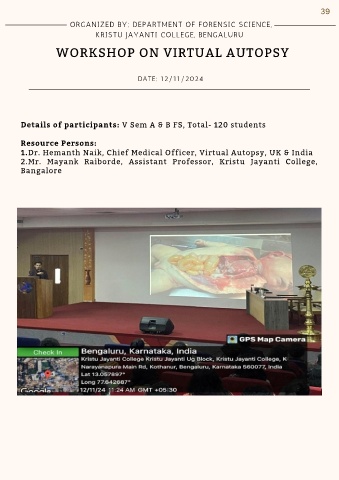 39
ORGANIZED BY: DEPARTMENT OF FORENSIC SCIENCE,
KRISTU JAYANTI COLLEGE, BENGALURU
WORKSHOP ON VIRTUAL AUTOPSY
DATE: 12/11/2024
Details of participants: V Sem A & B FS, Total- 120 students
Resource Persons:
1.Dr. Hemanth Naik, Chief Medical Officer, Virtual Autopsy, UK & India
2.Mr. Mayank Raiborde, Assistant Professor, Kristu Jayanti College,
Bangalore
GPS Map Camera
Check In
Bengaluru, Karnataka, India
Kristu Jayanti College Kristu Jayanti Ug Block, Kristu Jayanti College, K
Narayanapura Main Rd, Kothanur, Bengaluru, Karnataka 560077, India
Lat 13.057897°
Long 77.642687°
12/11/24 11:24 AM GMT +05:30
Google